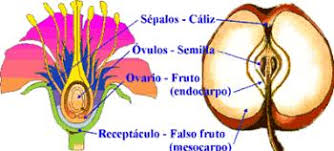 Sépalos - Cáliz
Óvulos - Semilla
Ovario - Fruto
(endocarpo)
Receptáculo - Falso fruto
(mesocarpo)